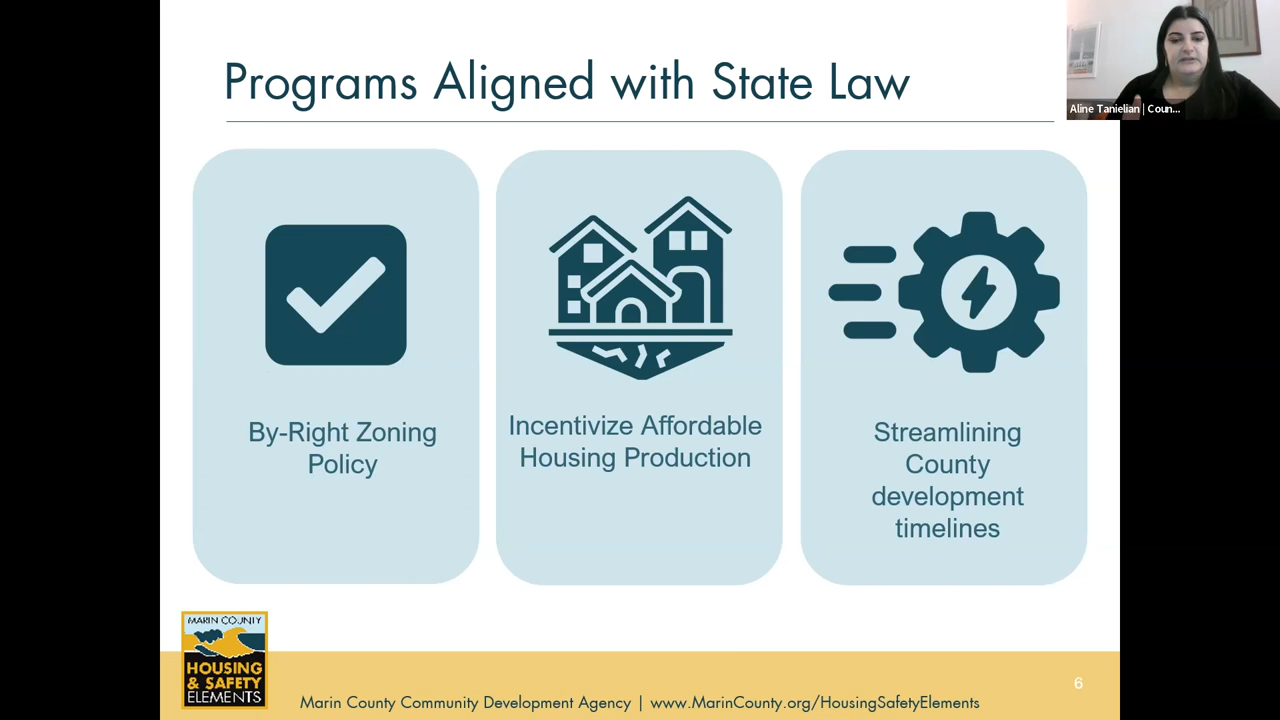 Programs Aligned with State Law
Aline Tanielian | Coun...
By-Right Zoning
Policy
Incentivize Affordable
Housing Production
Streamlining
County
development
timelines
MARIN COUNTY
HOUSING
& SAFETY
ELEMENTS
Marin County Community Development Agency | www.MarinCounty.org/HousingSafetyElements
6